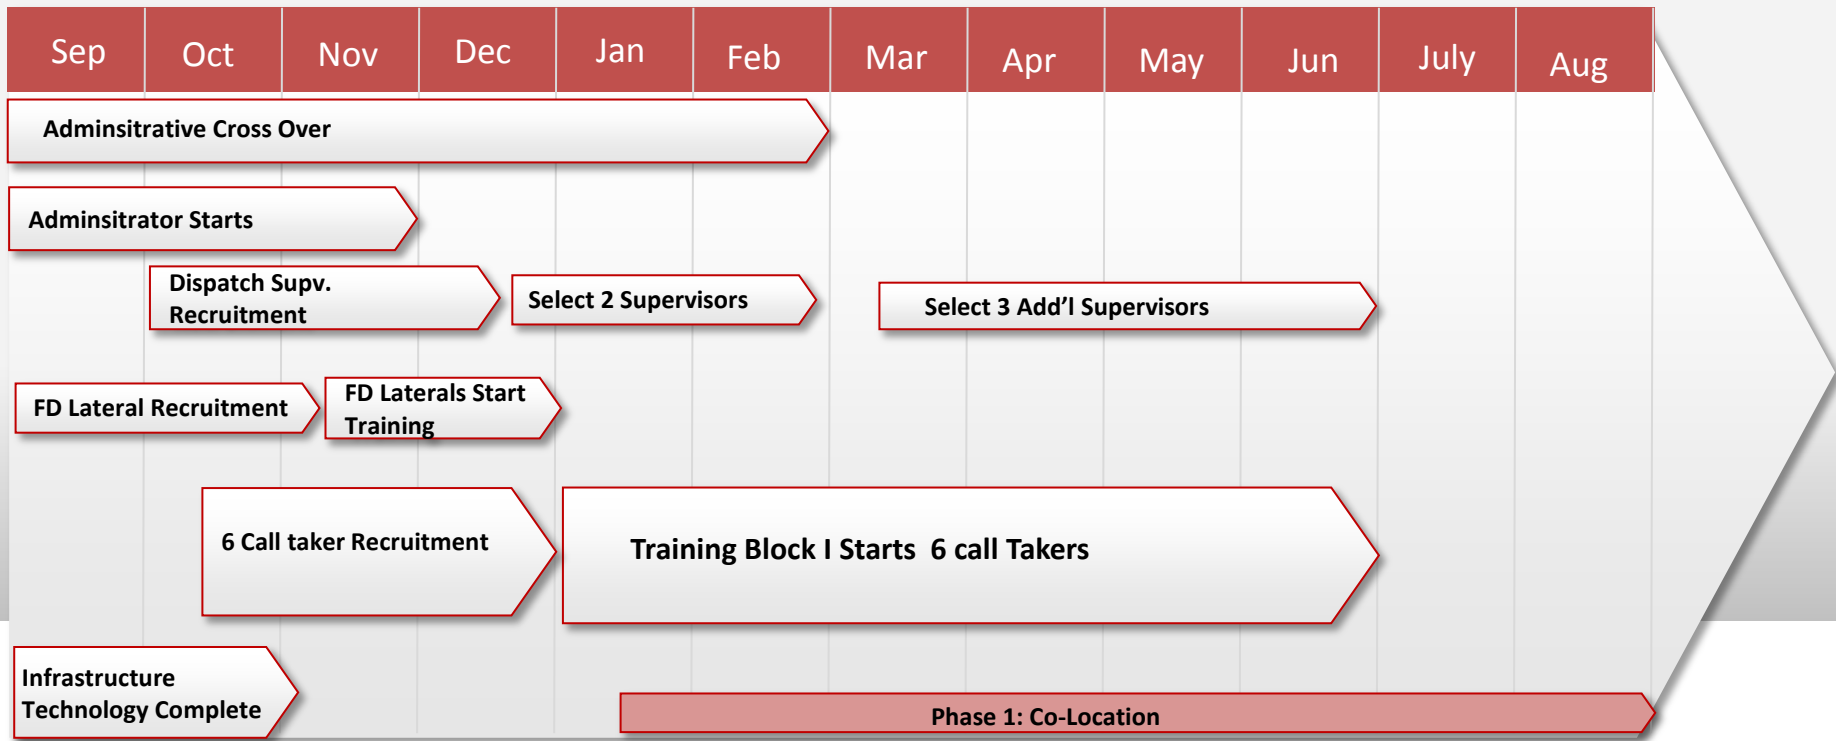 Sep Oct Nov Dec Jan Feb Mar Apr May Jun July Aug
Adminsitrative Cross Over
Adminsitrator Starts
Dispatch Supv.
Recruitment
Select 2 Supervisors
Select 3 Add’l Supervisors
FD Lateral Recruitment
FD Laterals Start
Training
6 Call taker Recruitment
Training Block I Starts 6 call Takers
Infrastructure
Technology Complete
Phase 1: Co-Location